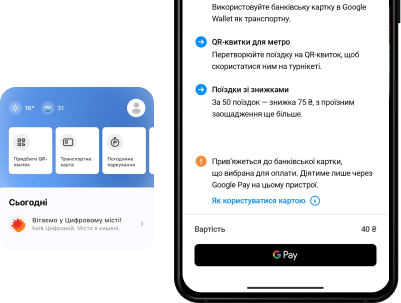 16° 31
Придбати QR-
квиток
Транспортна
карта
Погодинне
паркування
Сьогодні
Вітаємо у Цифровому місті!
Київ Цифровий. Місто в кишені.
Використовуйте банківську картку в Google
Wallet як транспортну.
QR-квитки для метро
Перетворюйте поїздку на QR-квиток, щоб
скористатися ним на турнікеті.
Поїздки зі знижками
За 50 поїздок — знижка 75 ₴, з проїзним
заощадження ще більше.
Привʼяжеться до банківської картки,
що вибрана для оплати. Діятиме лише через
Google Pay на цьому пристрої.
Як користуватися картою
Вартість 40 ₴
G Pay